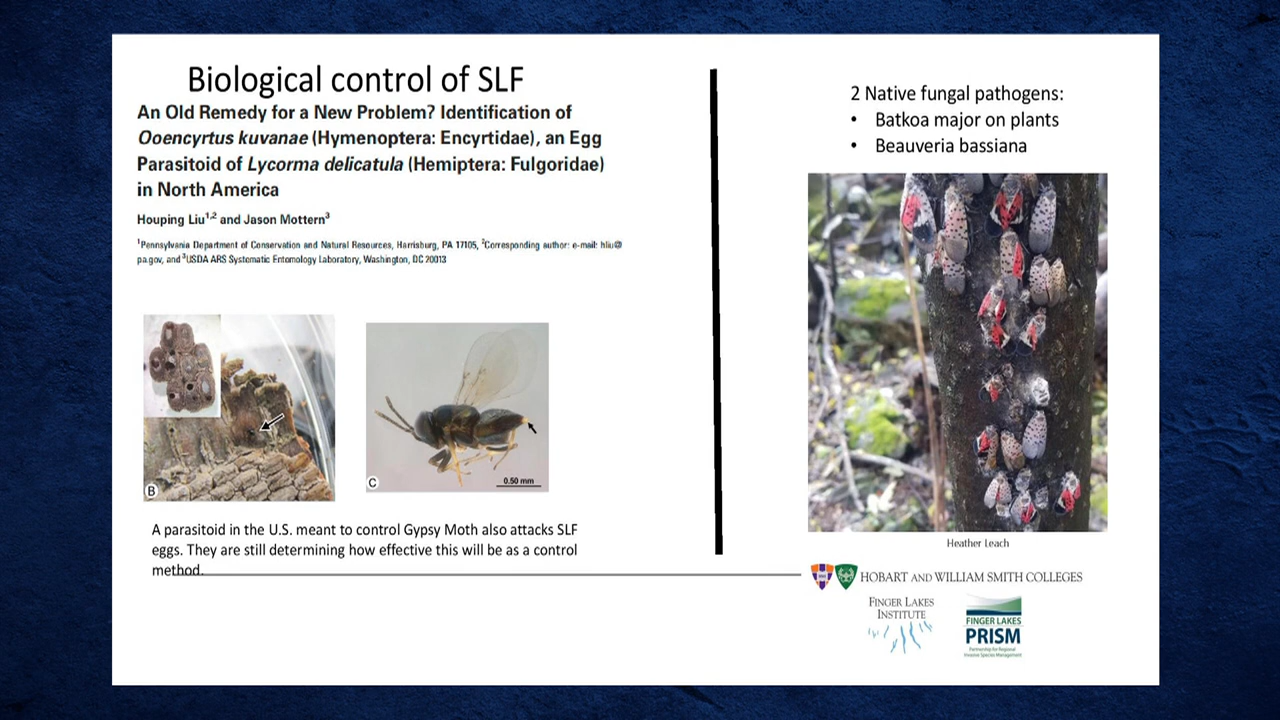 Biological control of SLF
An Old Remedy for a New Problem? Identification of
Ooencyrtus kuvanae (Hymenoptera: Encyrtidae), an Egg
Parasitoid of Lycorma delicatula (Hemiptera: Fulgoridae)
in North America
Houping Liu1,2 and Jason Mottern3
1Pennsylvania Department of Conservation and Natural Resources, Harrisburg, PA 17105, 2Corresponding author: e-mail: hliu@
pa.gov, and 3USDA ARS Systematic Entomology Laboratory, Washington, DC 20013
B
C
0.50 mm
A parasitoid in the U.S. meant to control Gypsy Moth also attacks SLF
eggs. They are still determining how effective this will be as a control
method.
2 Native fungal pathogens:
• Batkoa major on plants
• Beauveria bassiana
Heather Leach
HOBART AND WILLIAM SMITH COLLEGES
FINGER LAKES
INSTITUTE
FINGER LAKES
PRISM
Partnership for Regional
Invasive Species Management